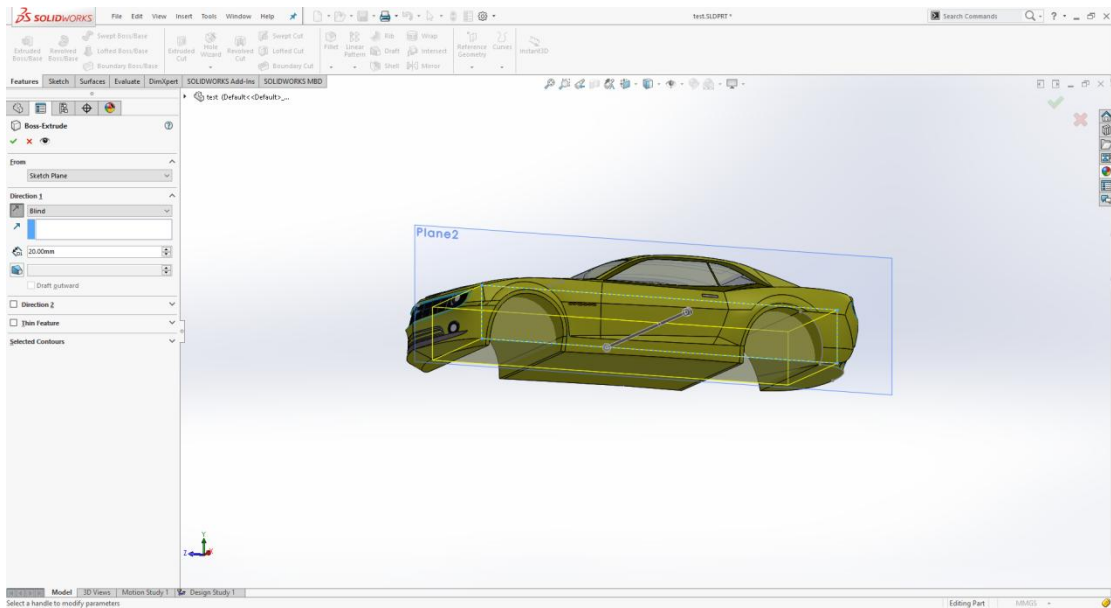 SOLIDWORKS File Edit View Insert Tools Window Help test.SLDPRT * Search Commands
Extruded Boss/Base
Revolved Boss/Base
Swept Boss/Base
Lofted Boss/Base
Boundary Boss/Base
Extruded Cut
Hole Wizard
Revolved Cut
Swept Cut
Lofted Cut
Boundary Cut
Fillet
Linear Pattern
Rib
Draft
Shell
Wrap
Intersect
Mirror
Reference Geometry
Curves
Instant3D
Features Sketch Surfaces Evaluate DimXpert SOLIDWORKS Add-Ins SOLIDWORKS MBD
test (Default<<Default>_...
Boss-Extrude
From
Sketch Plane
Direction 1
Blind
20.00mm
Draft outward
Direction 2
Thin Feature
Selected Contours
Plane2
Y
Z
Model 3D Views Motion Study 1 Design Study 1
Select a handle to modify parameters
Editing Part MMGS